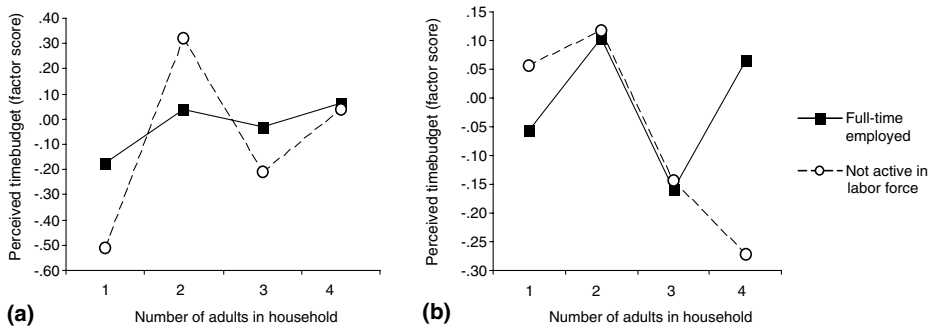 Perceived timebudget (factor score)
.40
.30
.20
.10
.00
-.10
-.20
-.30
-.40
-.50
-.60
1
2
3
4
(a)
Number of adults in household
Perceived timebudget (factor score)
.15
.10
.05
.00
-.05
-.10
-.15
-.20
-.25
-.30
1
2
3
4
(b)
Number of adults in household
Full-time
employed
Not active in
labor force